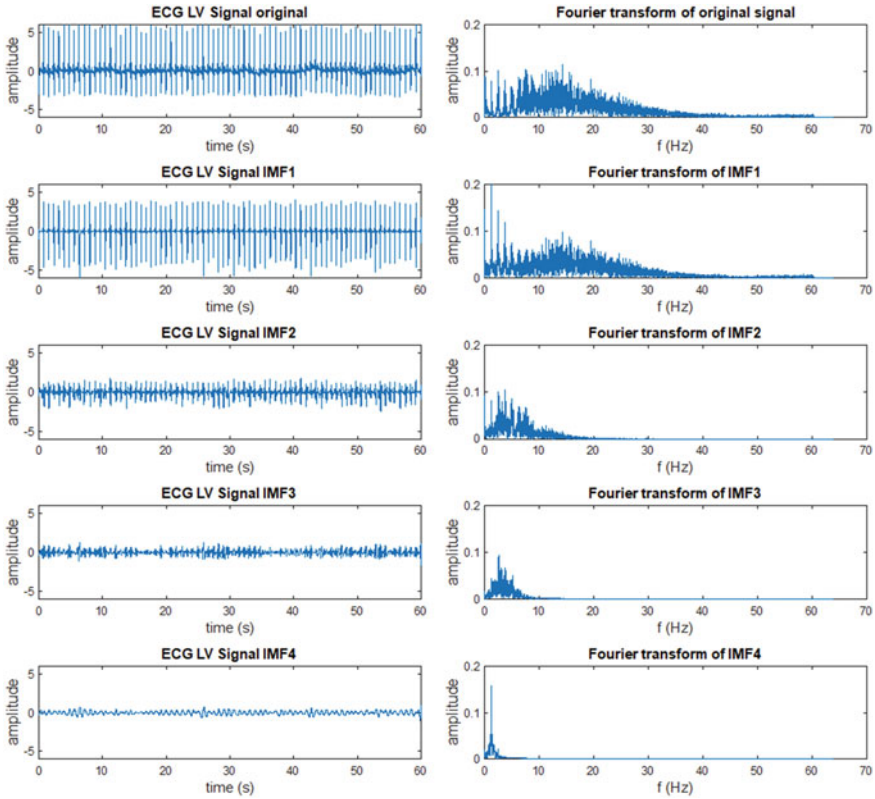 ECG LV Signal original
amplitude
5
0
-5
0 10 20 30 40 50 60
time (s)
Fourier transform of original signal
amplitude
0.2
0.1
0
0 10 20 30 40 50 60 70
f (Hz)
ECG LV Signal IMF1
amplitude
5
0
-5
0 10 20 30 40 50 60
time (s)
Fourier transform of IMF1
amplitude
0.2
0.1
0
0 10 20 30 40 50 60 70
f (Hz)
ECG LV Signal IMF2
amplitude
5
0
-5
0 10 20 30 40 50 60
time (s)
Fourier transform of IMF2
amplitude
0.2
0.1
0
0 10 20 30 40 50 60 70
f (Hz)
ECG LV Signal IMF3
amplitude
5
0
-5
0 10 20 30 40 50 60
time (s)
Fourier transform of IMF3
amplitude
0.2
0.1
0
0 10 20 30 40 50 60 70
f (Hz)
ECG LV Signal IMF4
amplitude
5
0
-5
0 10 20 30 40 50 60
time (s)
Fourier transform of IMF4
amplitude
0.2
0.1
0
0 10 20 30 40 50 60 70
f (Hz)